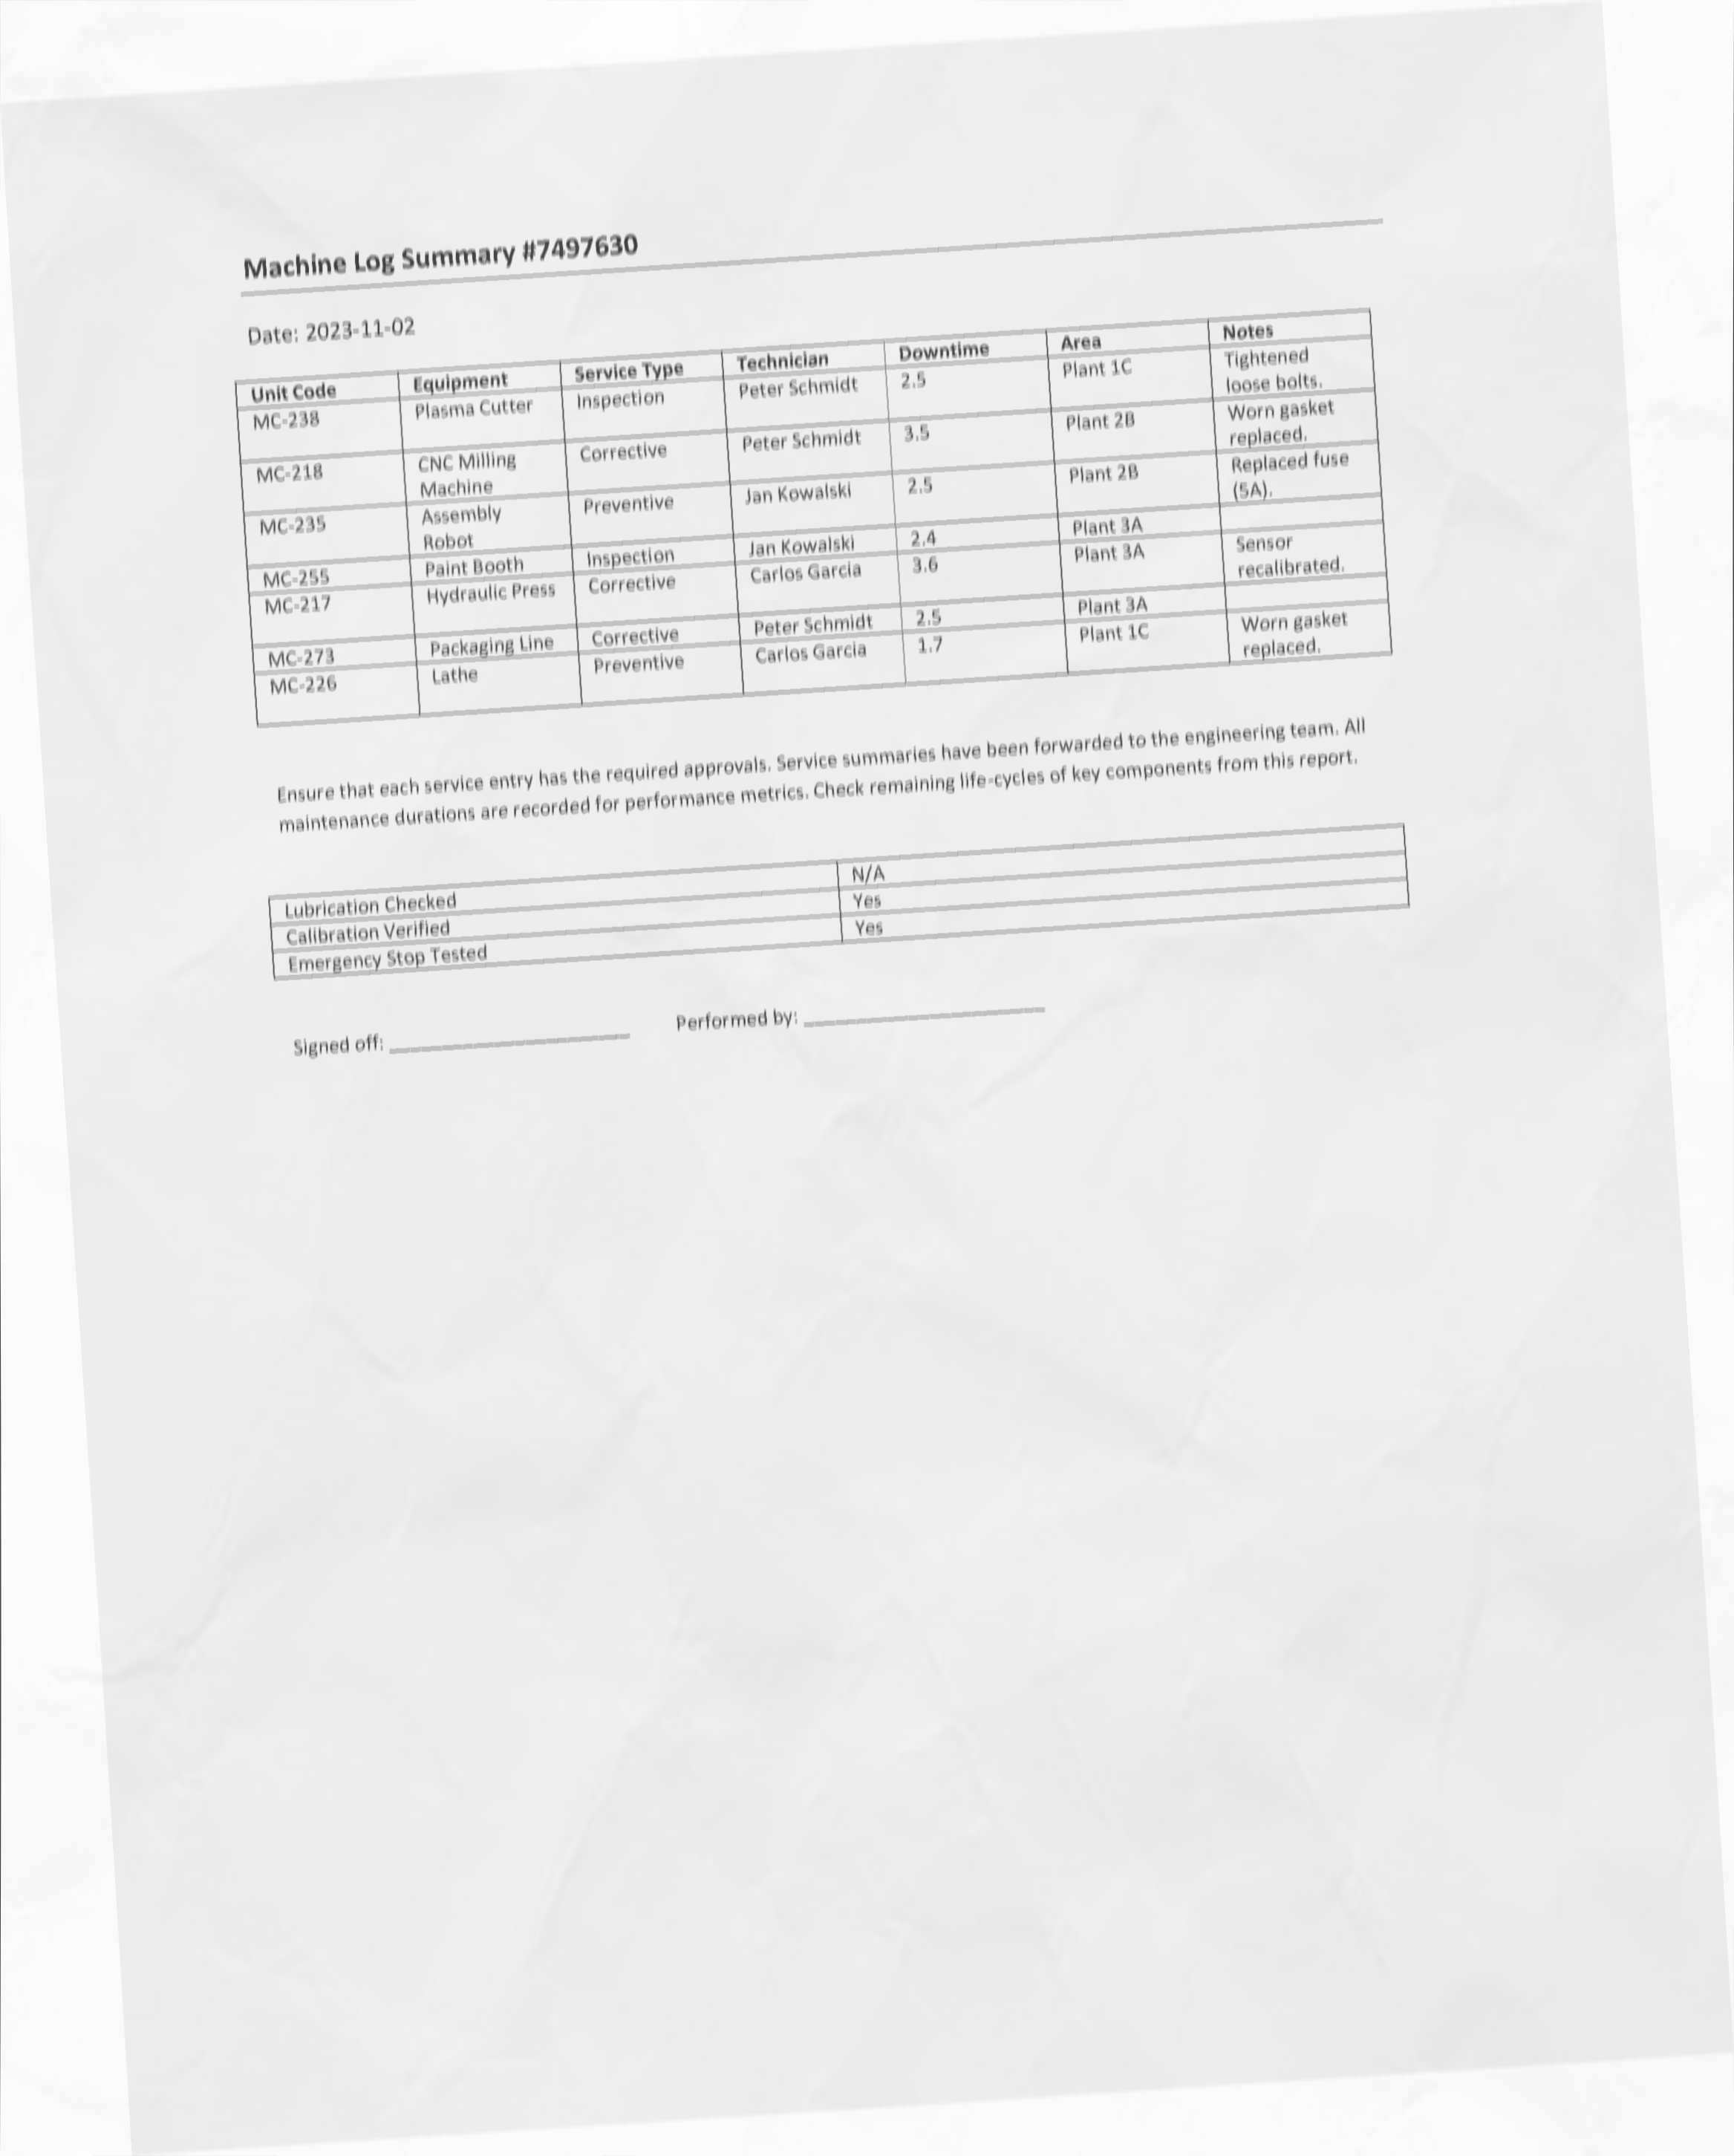 Machine Log Summary #7497630
Date: 2023-11-02
Unit Code Equipment Service Type Technician Downtime Area Notes
MC-238 Plasma Cutter Inspection Peter Schmidt 2.5 Plant 1C Tightened
loose bolts.
MC-218 CNC Milling Corrective Peter Schmidt 3.5 Plant 2B Worn gasket
Machine replaced.
MC-235 Assembly Preventive Jan Kowalski 2.5 Plant 2B Replaced fuse
Robot (5A).
MC-255 Paint Booth Inspection Jan Kowalski 2.4 Plant 3A
MC-217 Hydraulic Press Corrective Carlos Garcia 3.6 Plant 3A Sensor
recalibrated.
MC-273 Packaging Line Corrective Peter Schmidt 2.5 Plant 3A
MC-226 Lathe Preventive Carlos Garcia 1.7 Plant 1C Worn gasket
replaced.
Ensure that each service entry has the required approvals. Service summaries have been forwarded to the engineering team. All
maintenance durations are recorded for performance metrics. Check remaining life-cycles of key components from this report.
Lubrication Checked N/A
Calibration Verified Yes
Emergency Stop Tested Yes
Signed off: Performed by: